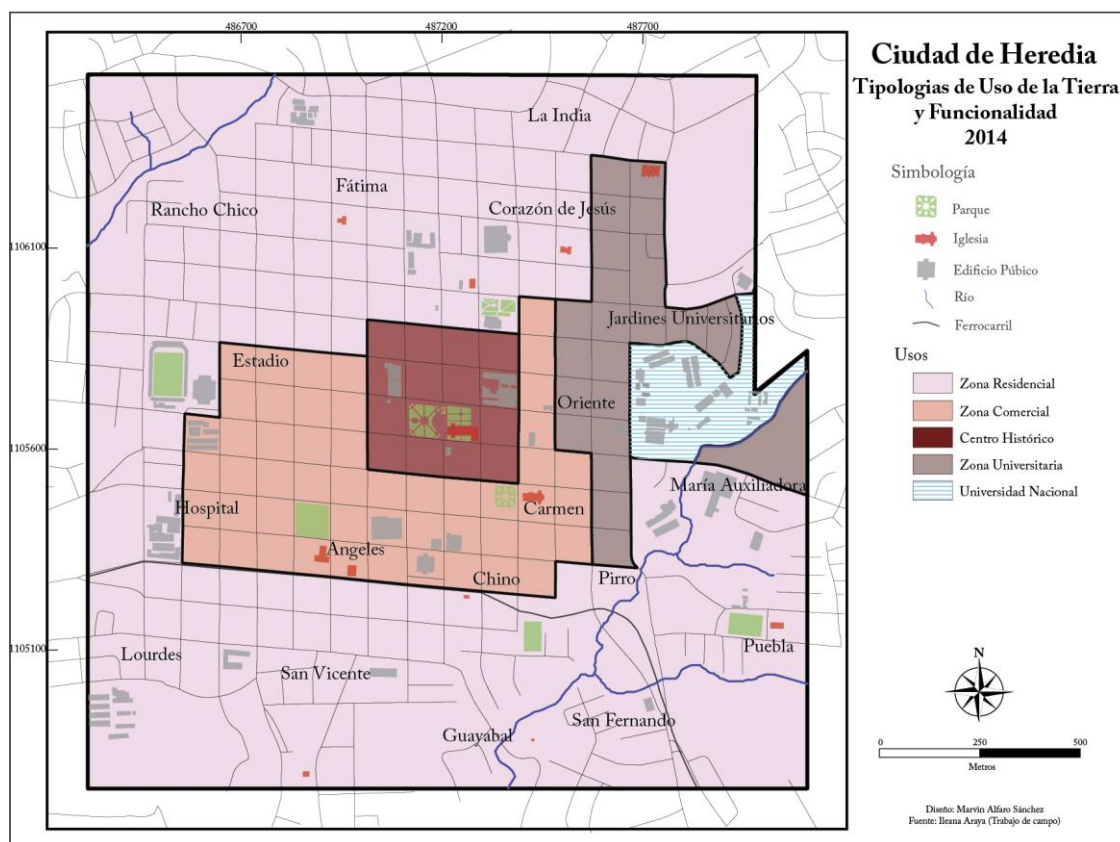 486700
487200
487700
1106100
1105600
1105100
La India
Fátima
Rancho Chico
Corazón de Jesús
Jardines Universitarios
Estadio
Oriente
María Auxiliadora
Hospital
Carmen
Angeles
Chino
Pirro
Lourdes
San Vicente
Puebla
Guayabal
San Fernando
Ciudad de Heredia
Tipologias de Uso de la Tierra
y Funcionalidad
2014
Simbología
Parque
Iglesia
Edificio Púbico
Río
Ferrocarril
Usos
Zona Residencial
Zona Comercial
Centro Histórico
Zona Universitaria
Universidad Nacional
N
0 250 500
Metros
Diseño: Marvin Alfaro Sánchez
Fuente: Ileana Araya (Trabajo de campo)